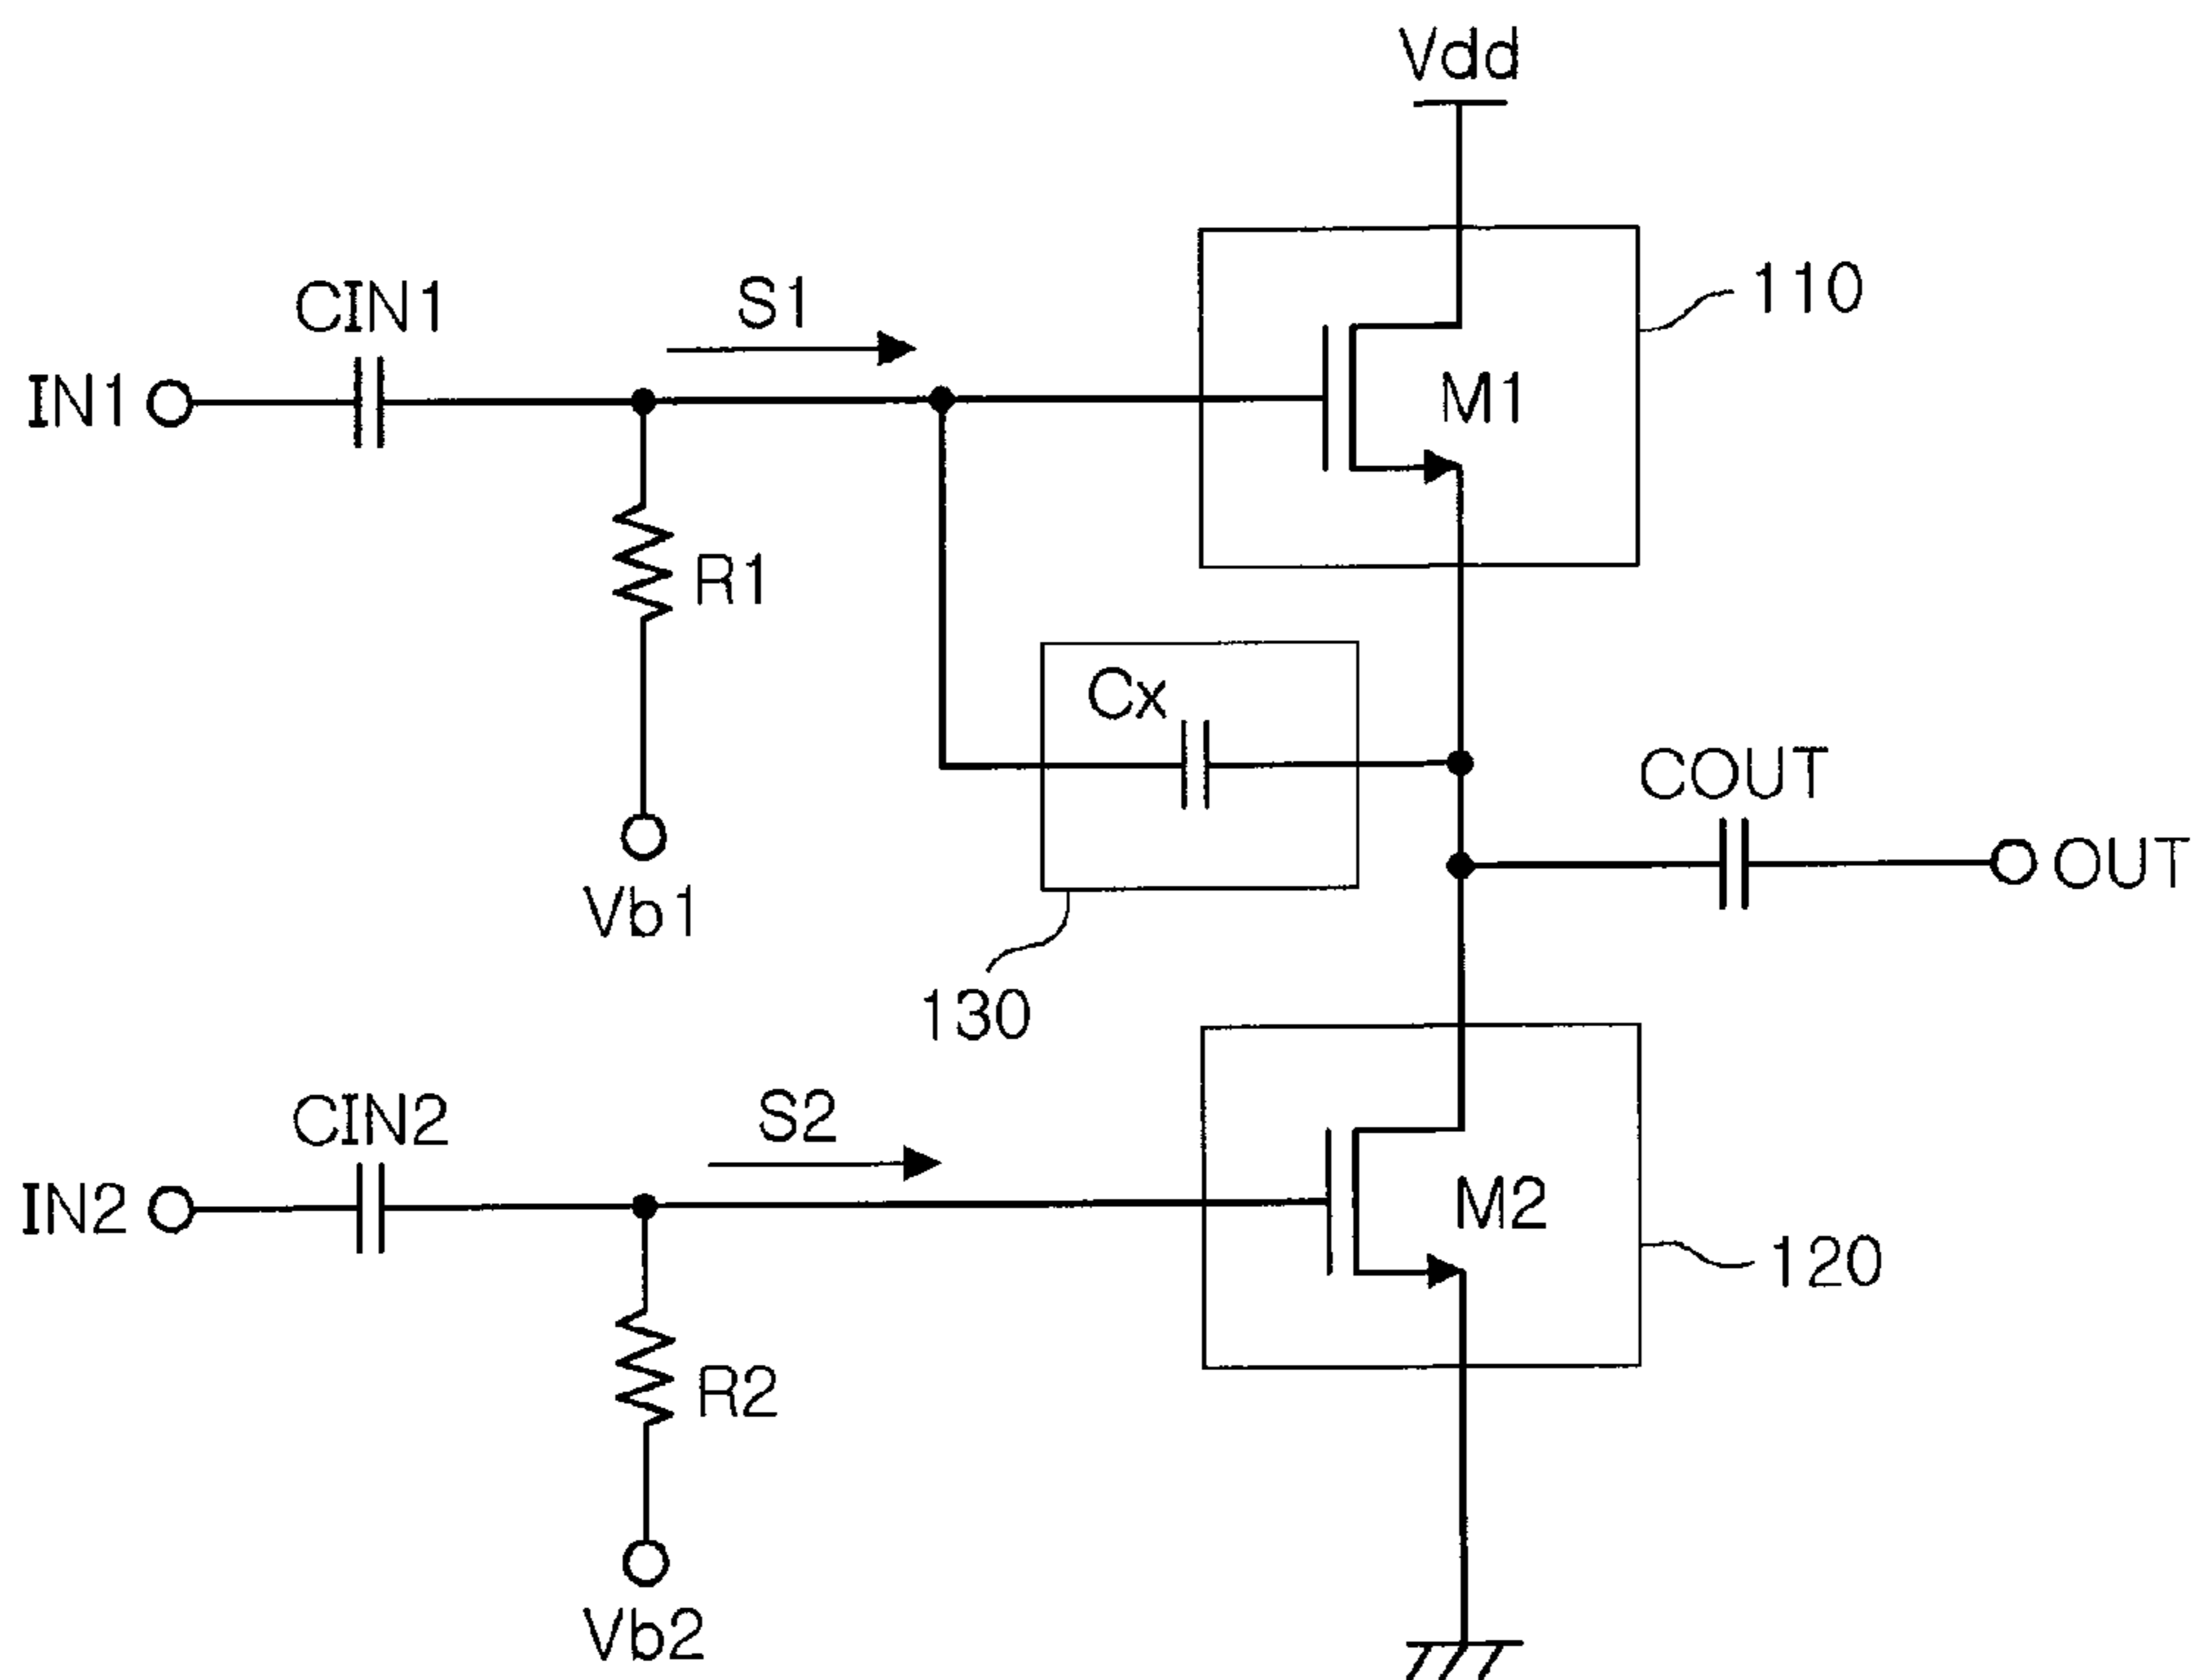 Vdd
110
CIN1
S1
IN1
M1
R1
Cx
COUT
OUT
Vb1
130
CIN2
S2
IN2
M2
120
R2
Vb2